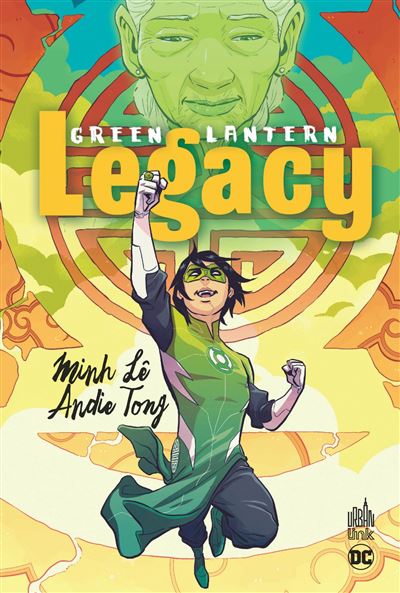 GREEN LANTERN
Legacy
Minh Lê
Andie Tong
URBAN
link
DC